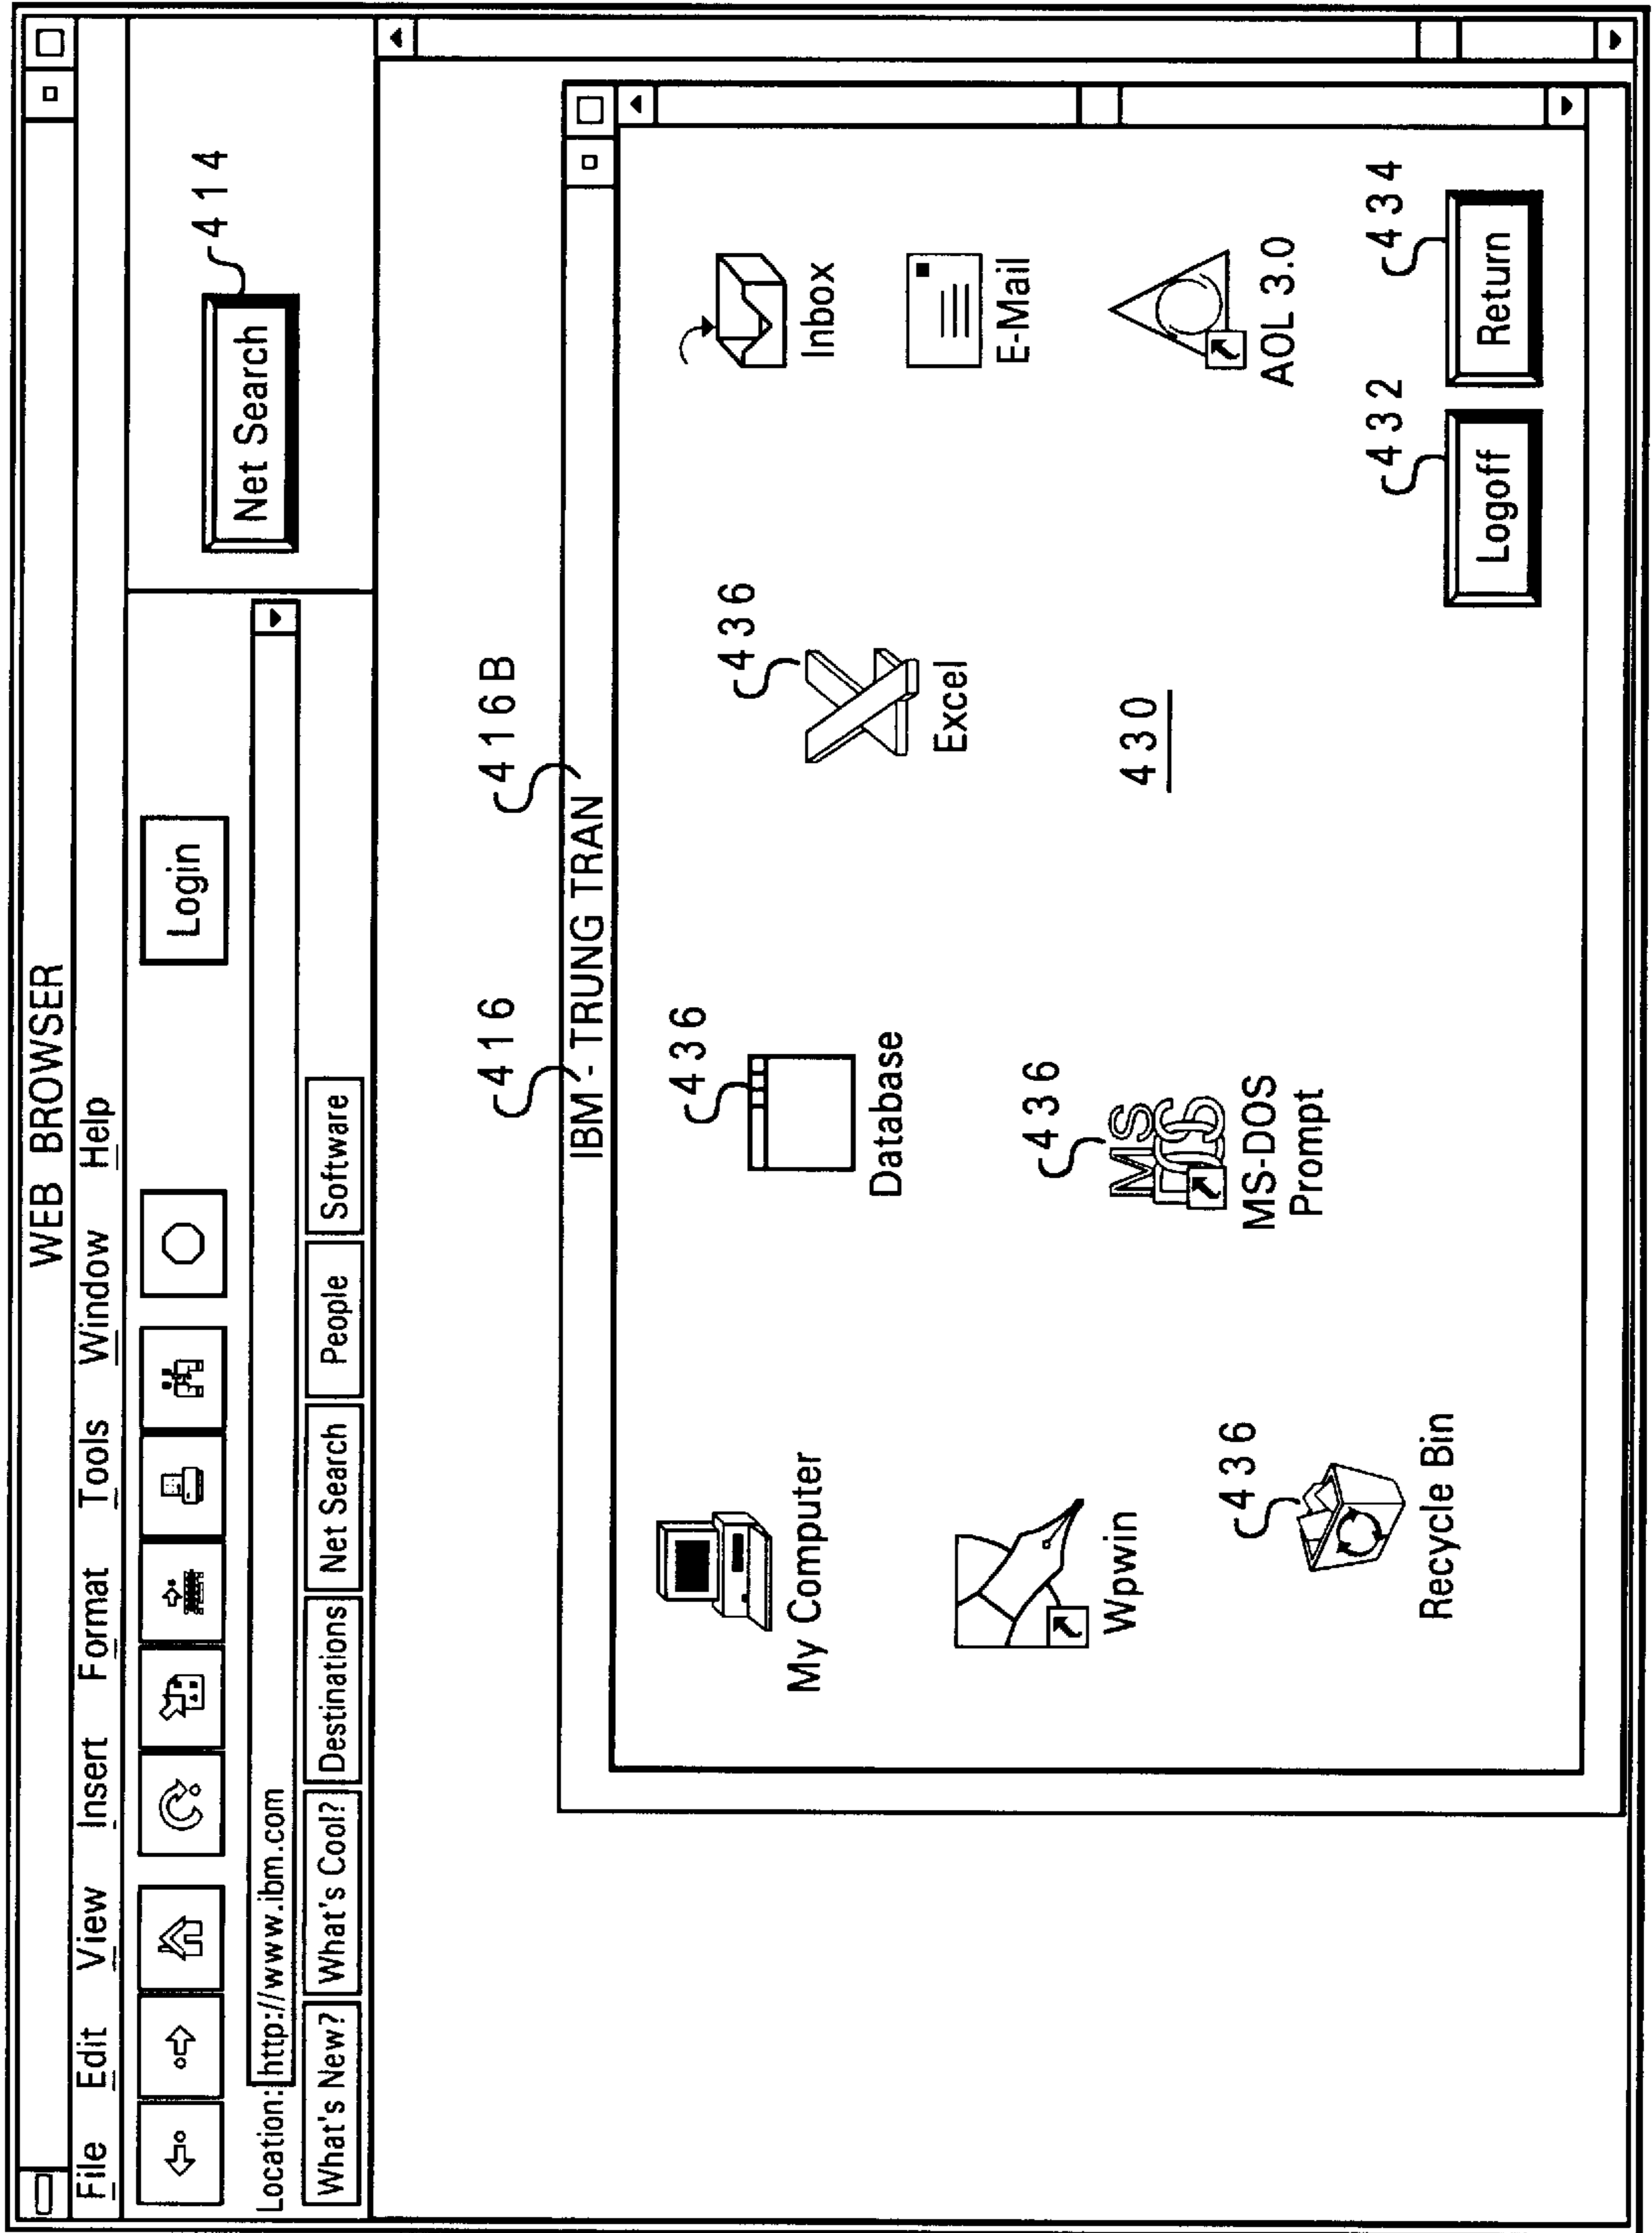 WEB BROWSER
File Edit View Insert Format Tools Window Help
Login
Net Search
414
Location: http://www.ibm.com
What's New? What's Cool? Destinations Net Search People Software
416 416B
IBM - TRUNG TRAN
My Computer
436
Database
436
Excel
Inbox
Wpwin
436
MS-DOS
MS-DOS
Prompt
430
E-Mail
AOL 3.0
436
Recycle Bin
432 434
Logoff Return